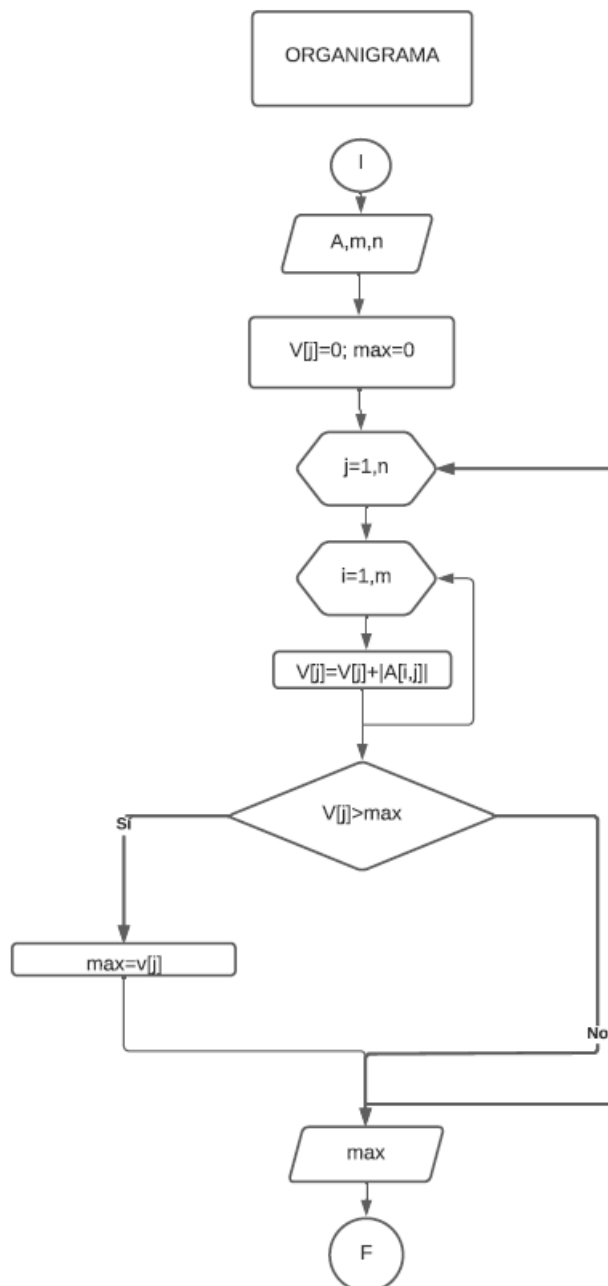 ORGANIGRAMA
I
A,m,n
V[j]=0; max=0
j=1,n
i=1,m
V[j]=V[j]+|A[i,j]|
V[j]>max
Si
max=v[j]
No
max
F